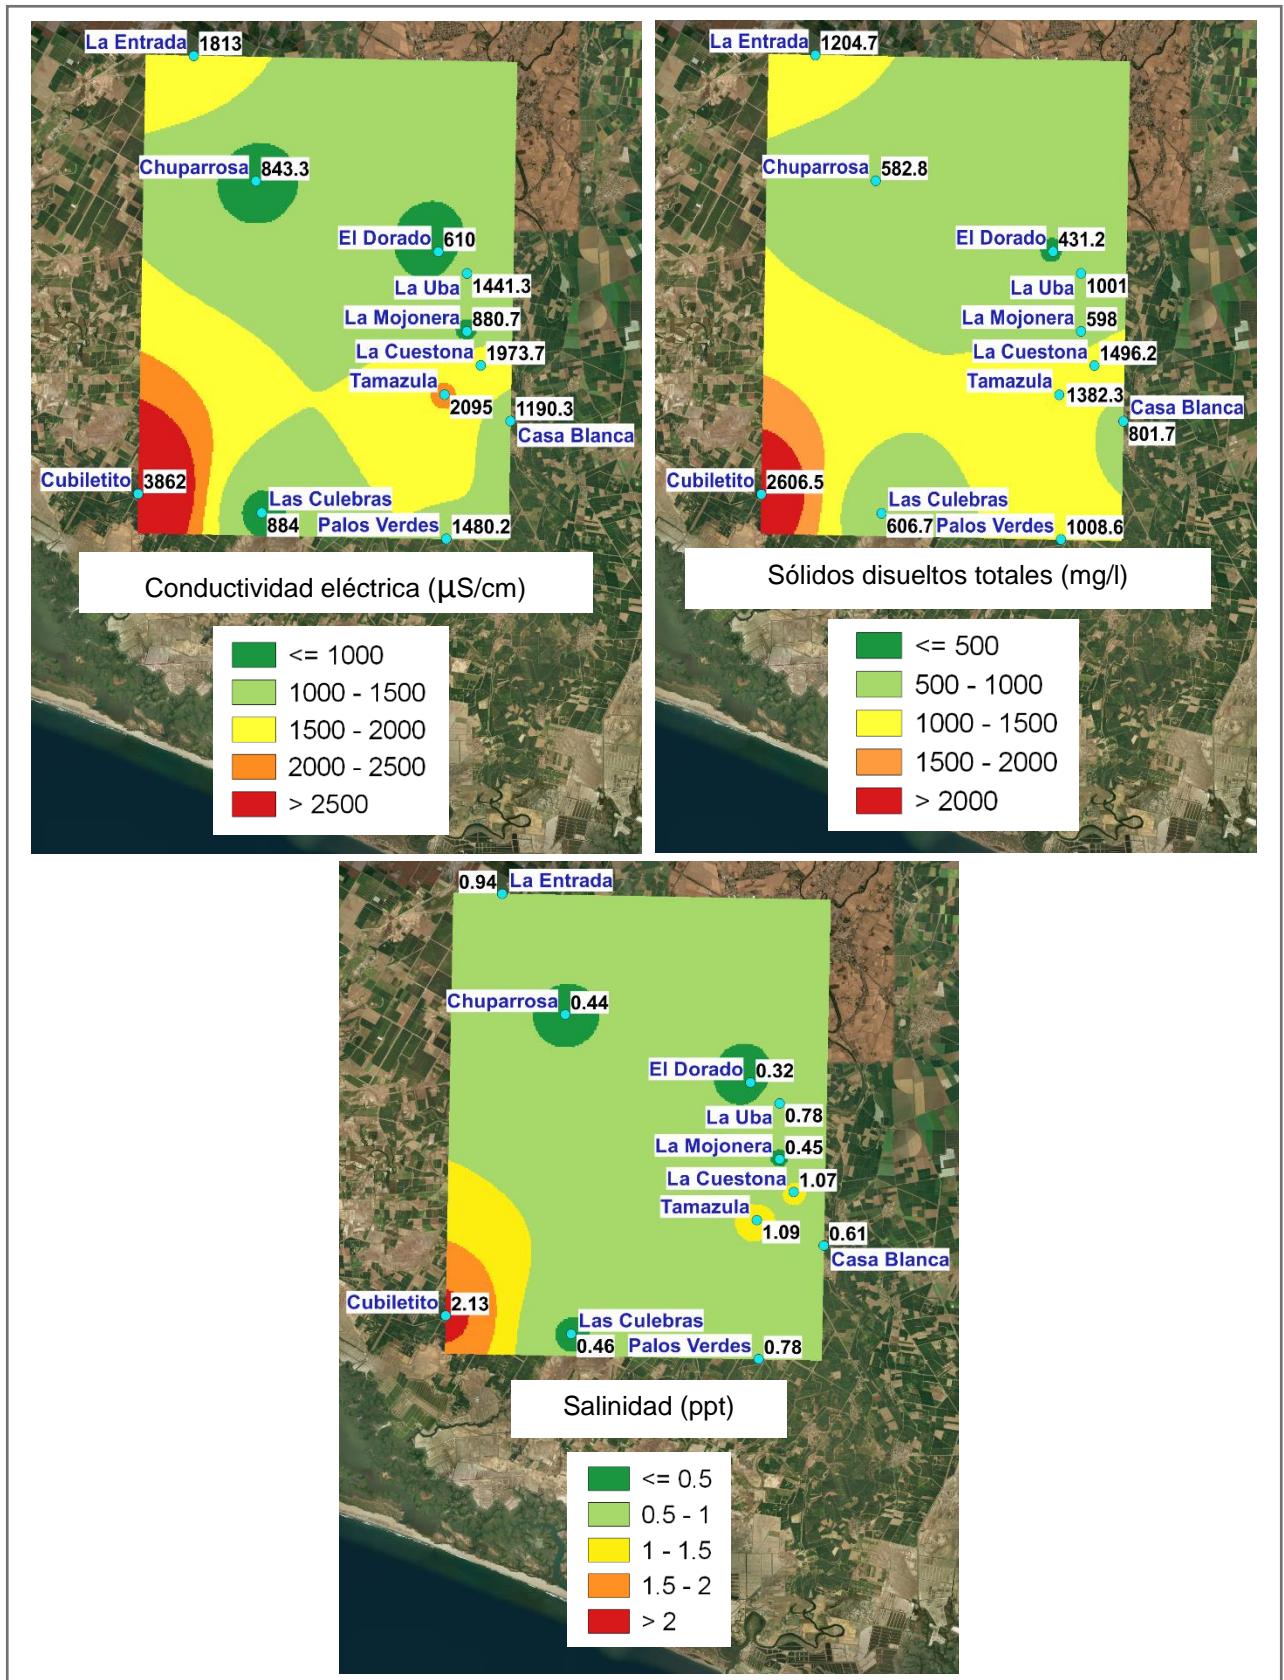 La Entrada 1813
Chuparrosa 843.3
El Dorado 610
La Uba 1441.3
La Mojonera 880.7
La Cuestona 1973.7
Tamazula 2095
1190.3
Casa Blanca
Cubiletito 3862
Las Culebras
884
Palos Verdes 1480.2
Conductividad eléctrica (µS/cm)
<= 1000
1000 - 1500
1500 - 2000
2000 - 2500
> 2500
La Entrada 1204.7
Chuparrosa 582.8
El Dorado 431.2
La Uba 1001
La Mojonera 598
La Cuestona 1496.2
Tamazula 1382.3
Casa Blanca
801.7
Cubiletito 2606.5
Las Culebras
606.7
Palos Verdes 1008.6
Sólidos disueltos totales (mg/l)
<= 500
500 - 1000
1000 - 1500
1500 - 2000
> 2000
0.94 La Entrada
Chuparrosa 0.44
El Dorado 0.32
La Uba 0.78
La Mojonera 0.45
La Cuestona 1.07
Tamazula 1.09
0.61
Casa Blanca
Cubiletito 2.13
Las Culebras
0.46
Palos Verdes 0.78
Salinidad (ppt)
<= 0.5
0.5 - 1
1 - 1.5
1.5 - 2
> 2